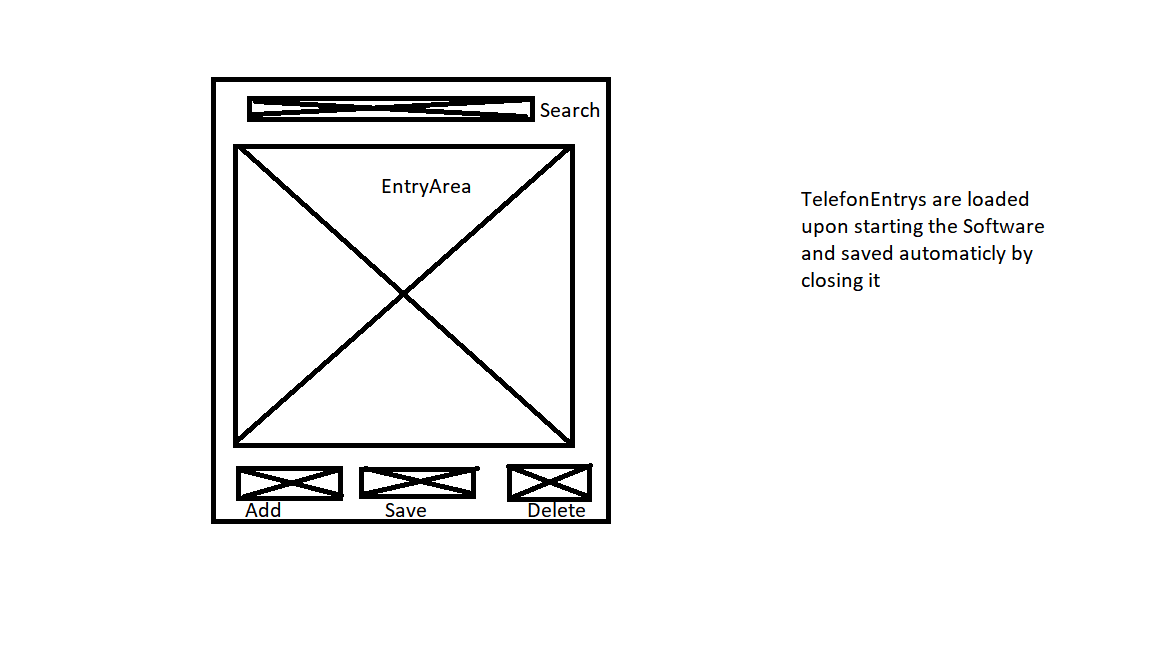 Search
EntryArea
TelefonEntrys are loaded
upon starting the Software
and saved automaticly by
closing it
Add
Save
Delete